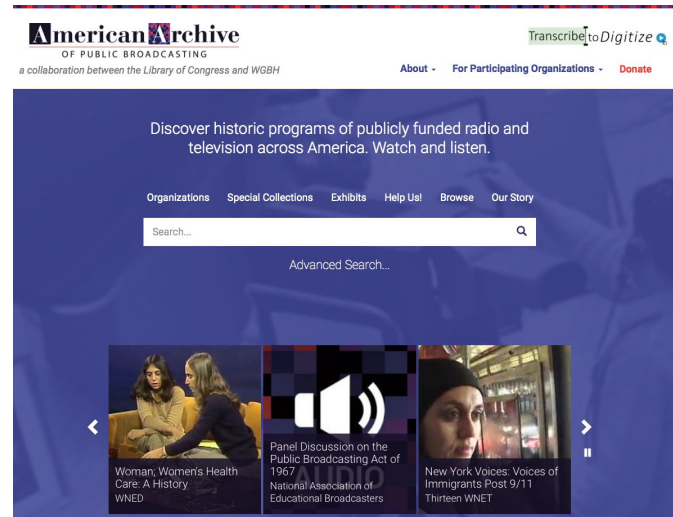 American Archive
OF PUBLIC BROADCASTING
a collaboration between the Library of Congress and WGBH
Transcribe to Digitize
About
For Participating Organizations
Donate
Discover historic programs of publicly funded radio and
television across America. Watch and listen.
Organizations Special Collections Exhibits Help Us! Browse Our Story
Search...
Advanced Search...
Woman; Women's Health
Care: A History
WNED
AUDIO
Panel Discussion on the
Public Broadcasting Act of
1967
National Association of
Educational Broadcasters
New York Voices: Voices of
Immigrants Post 9/11
Thirteen WNET